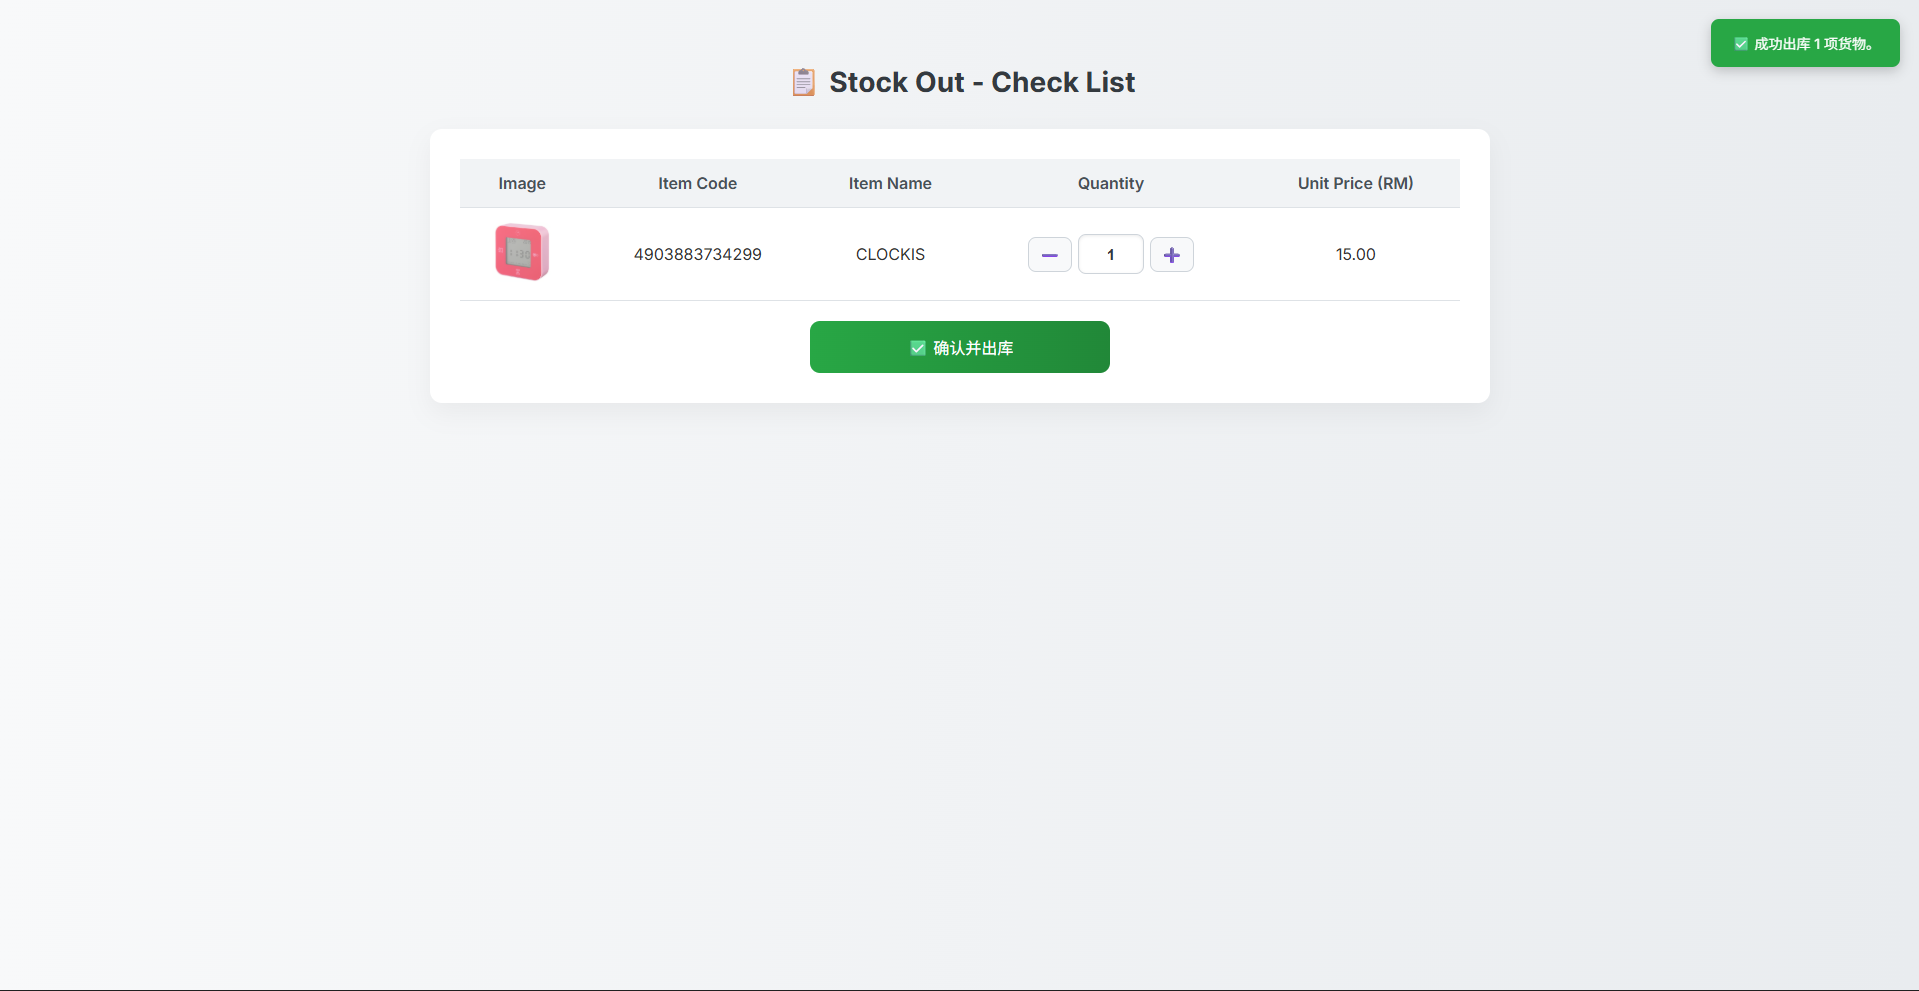 成功出库 1 项货物。
Stock Out - Check List
Image Item Code Item Name Quantity Unit Price (RM)
4903883734299 CLOCKIS 1 15.00
确认并出库